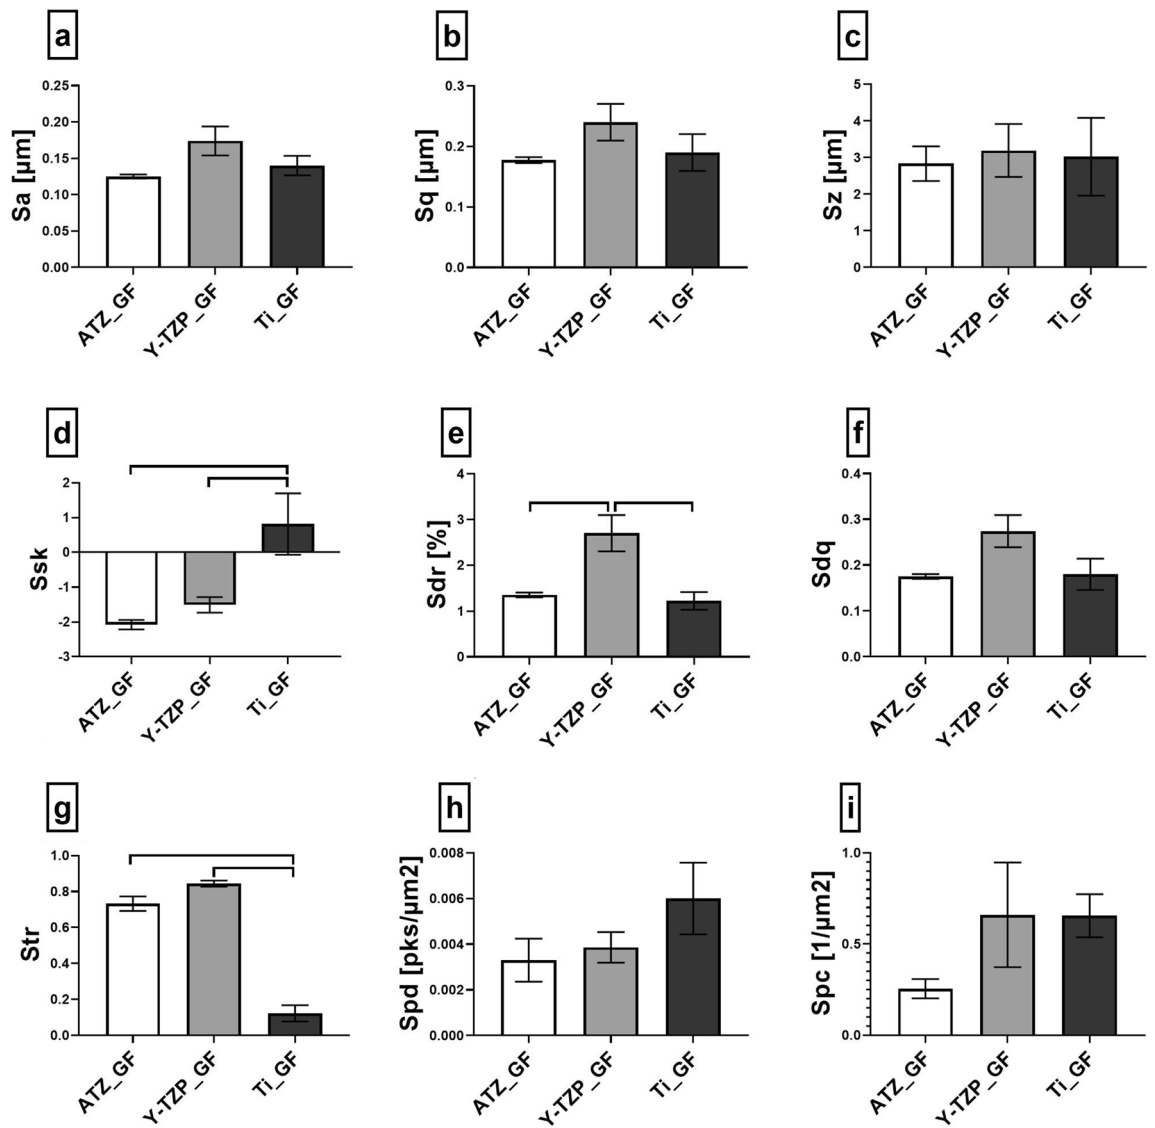 a
Sa [µm]
0.25
0.20
0.15
0.10
0.05
0.00
ATZ_GF
Y-TZP_GF
Ti_GF
b
Sq [µm]
0.3
0.2
0.1
0.0
ATZ_GF
Y-TZP_GF
Ti_GF
c
Sz [µm]
5
4
3
2
1
0
ATZ_GF
Y-TZP_GF
Ti_GF
d
Ssk
2
1
0
-1
-2
-3
ATZ_GF
Y-TZP_GF
Ti_GF
e
Sdr [%]
4
3
2
1
0
ATZ_GF
Y-TZP_GF
Ti_GF
f
Sdq
0.4
0.3
0.2
0.1
0.0
ATZ_GF
Y-TZP_GF
Ti_GF
g
Str
1.0
0.8
0.6
0.4
0.2
0.0
ATZ_GF
Y-TZP_GF
Ti_GF
h
Spd [pks/µm2]
0.008
0.006
0.004
0.002
0.000
ATZ_GF
Y-TZP_GF
Ti_GF
i
Spc [1/µm2]
1.0
0.5
0.0
ATZ_GF
Y-TZP_GF
Ti_GF